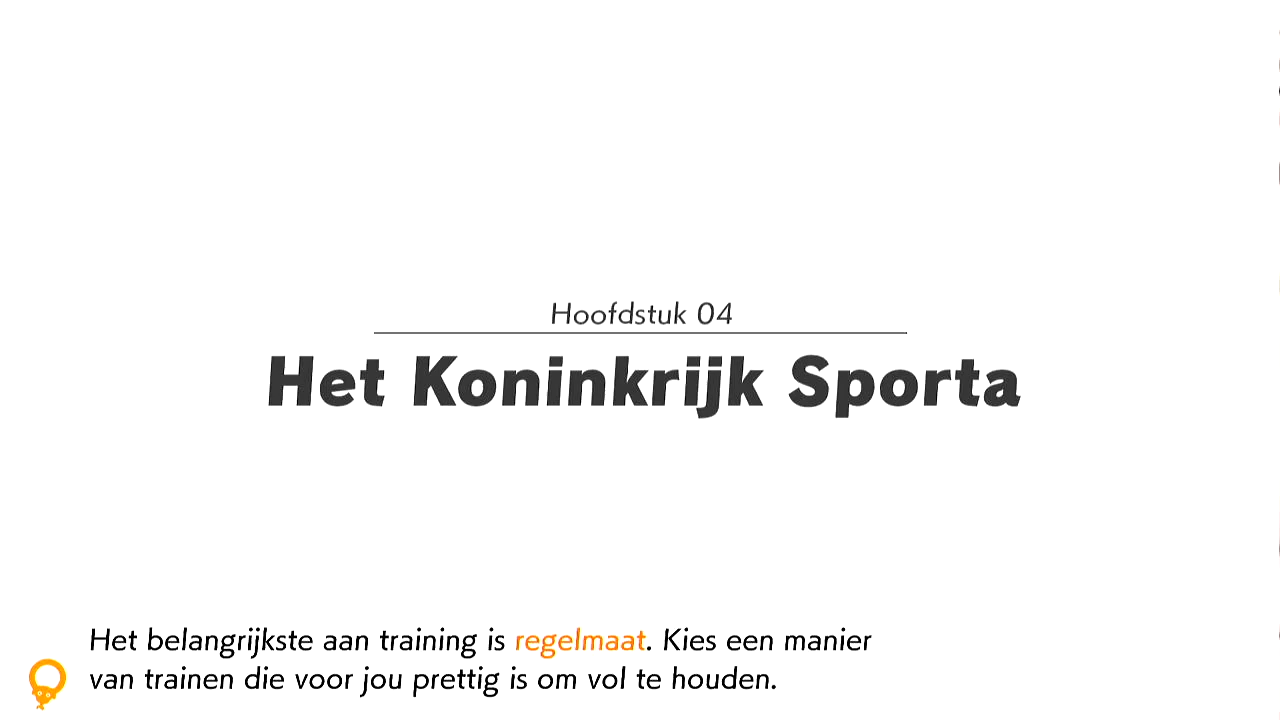 Hoofdstuk 04
Het Koninkrijk Sporta
Het belangrijkste aan training is regelmaat. Kies een manier
van trainen die voor jou prettig is om vol te houden.